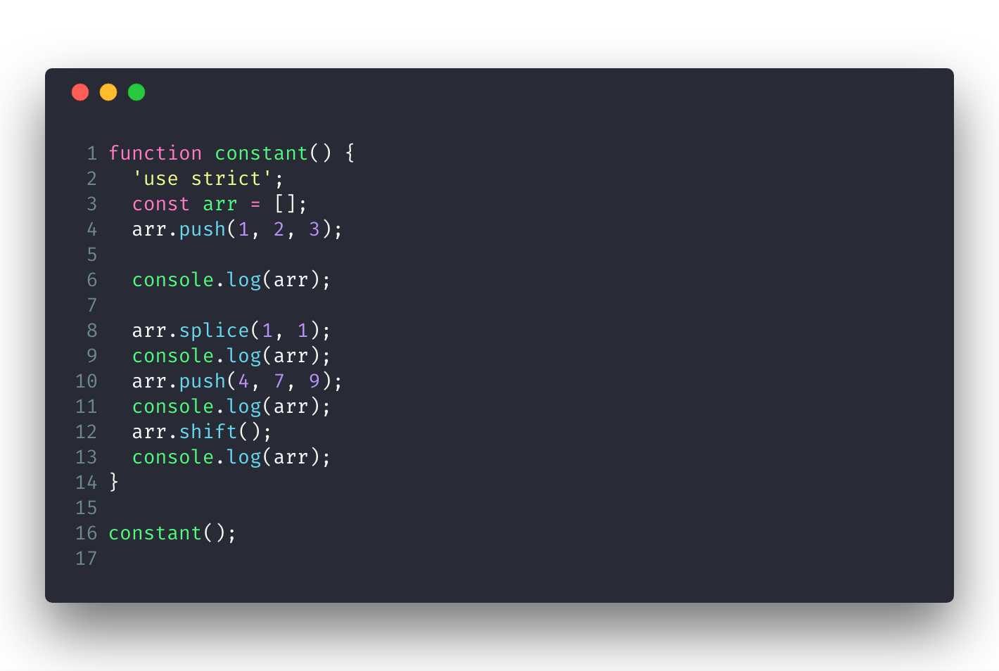 1 function constant() {
2   'use strict';
3   const arr = [];
4   arr.push(1, 2, 3);
5
6   console.log(arr);
7
8   arr.splice(1, 1);
9   console.log(arr);
10   arr.push(4, 7, 9);
11   console.log(arr);
12   arr.shift();
13   console.log(arr);
14 }
15
16 constant();
17